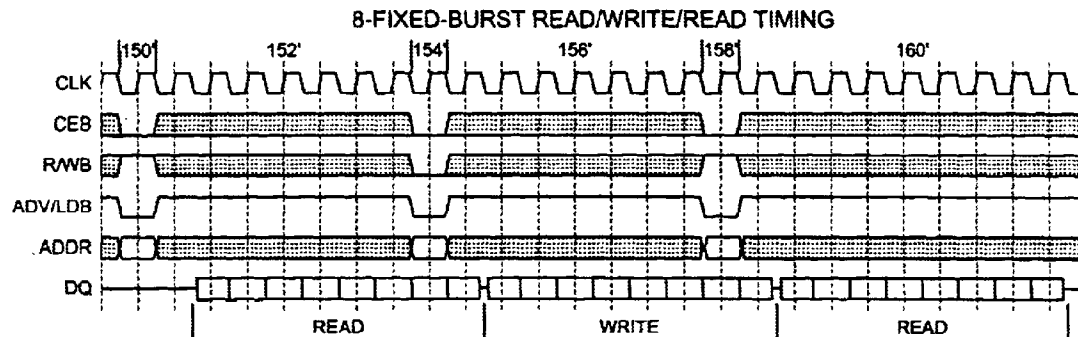 8-FIXED-BURST READ/WRITE/READ TIMING
150' 152' 154' 156' 158' 160'
CLK
CEB
R/WB
ADV/LDB
ADDR
DQ
READ WRITE READ